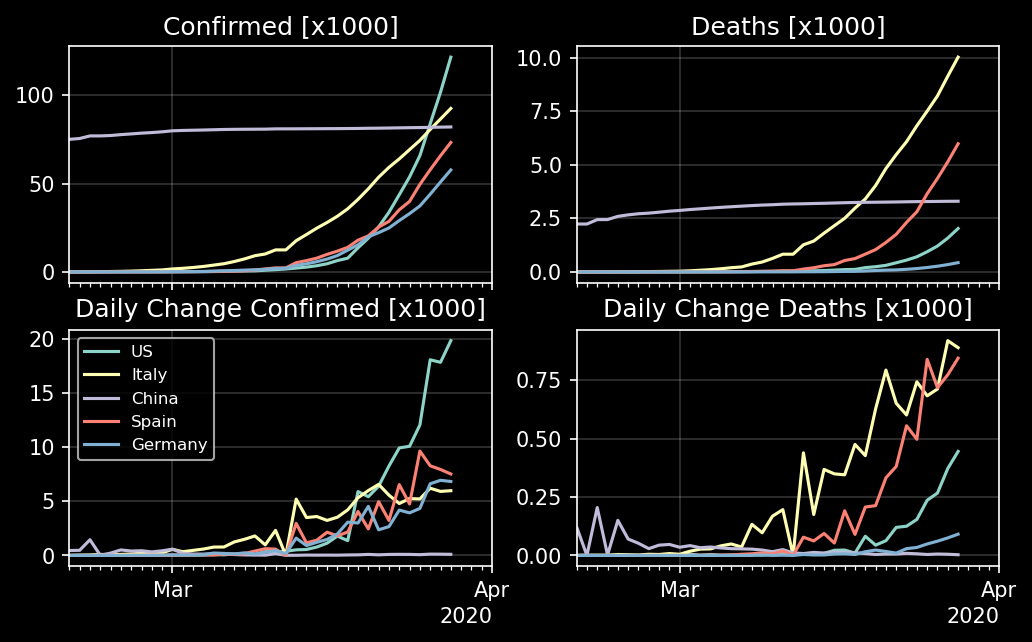 Confirmed [x1000]
Deaths [x1000]
100
50
0
10.0
7.5
5.0
2.5
0.0
Daily Change Confirmed [x1000]
Daily Change Deaths [x1000]
20
15
10
5
0
US
Italy
China
Spain
Germany
0.75
0.50
0.25
0.00
Mar
Apr
2020
Mar
Apr
2020